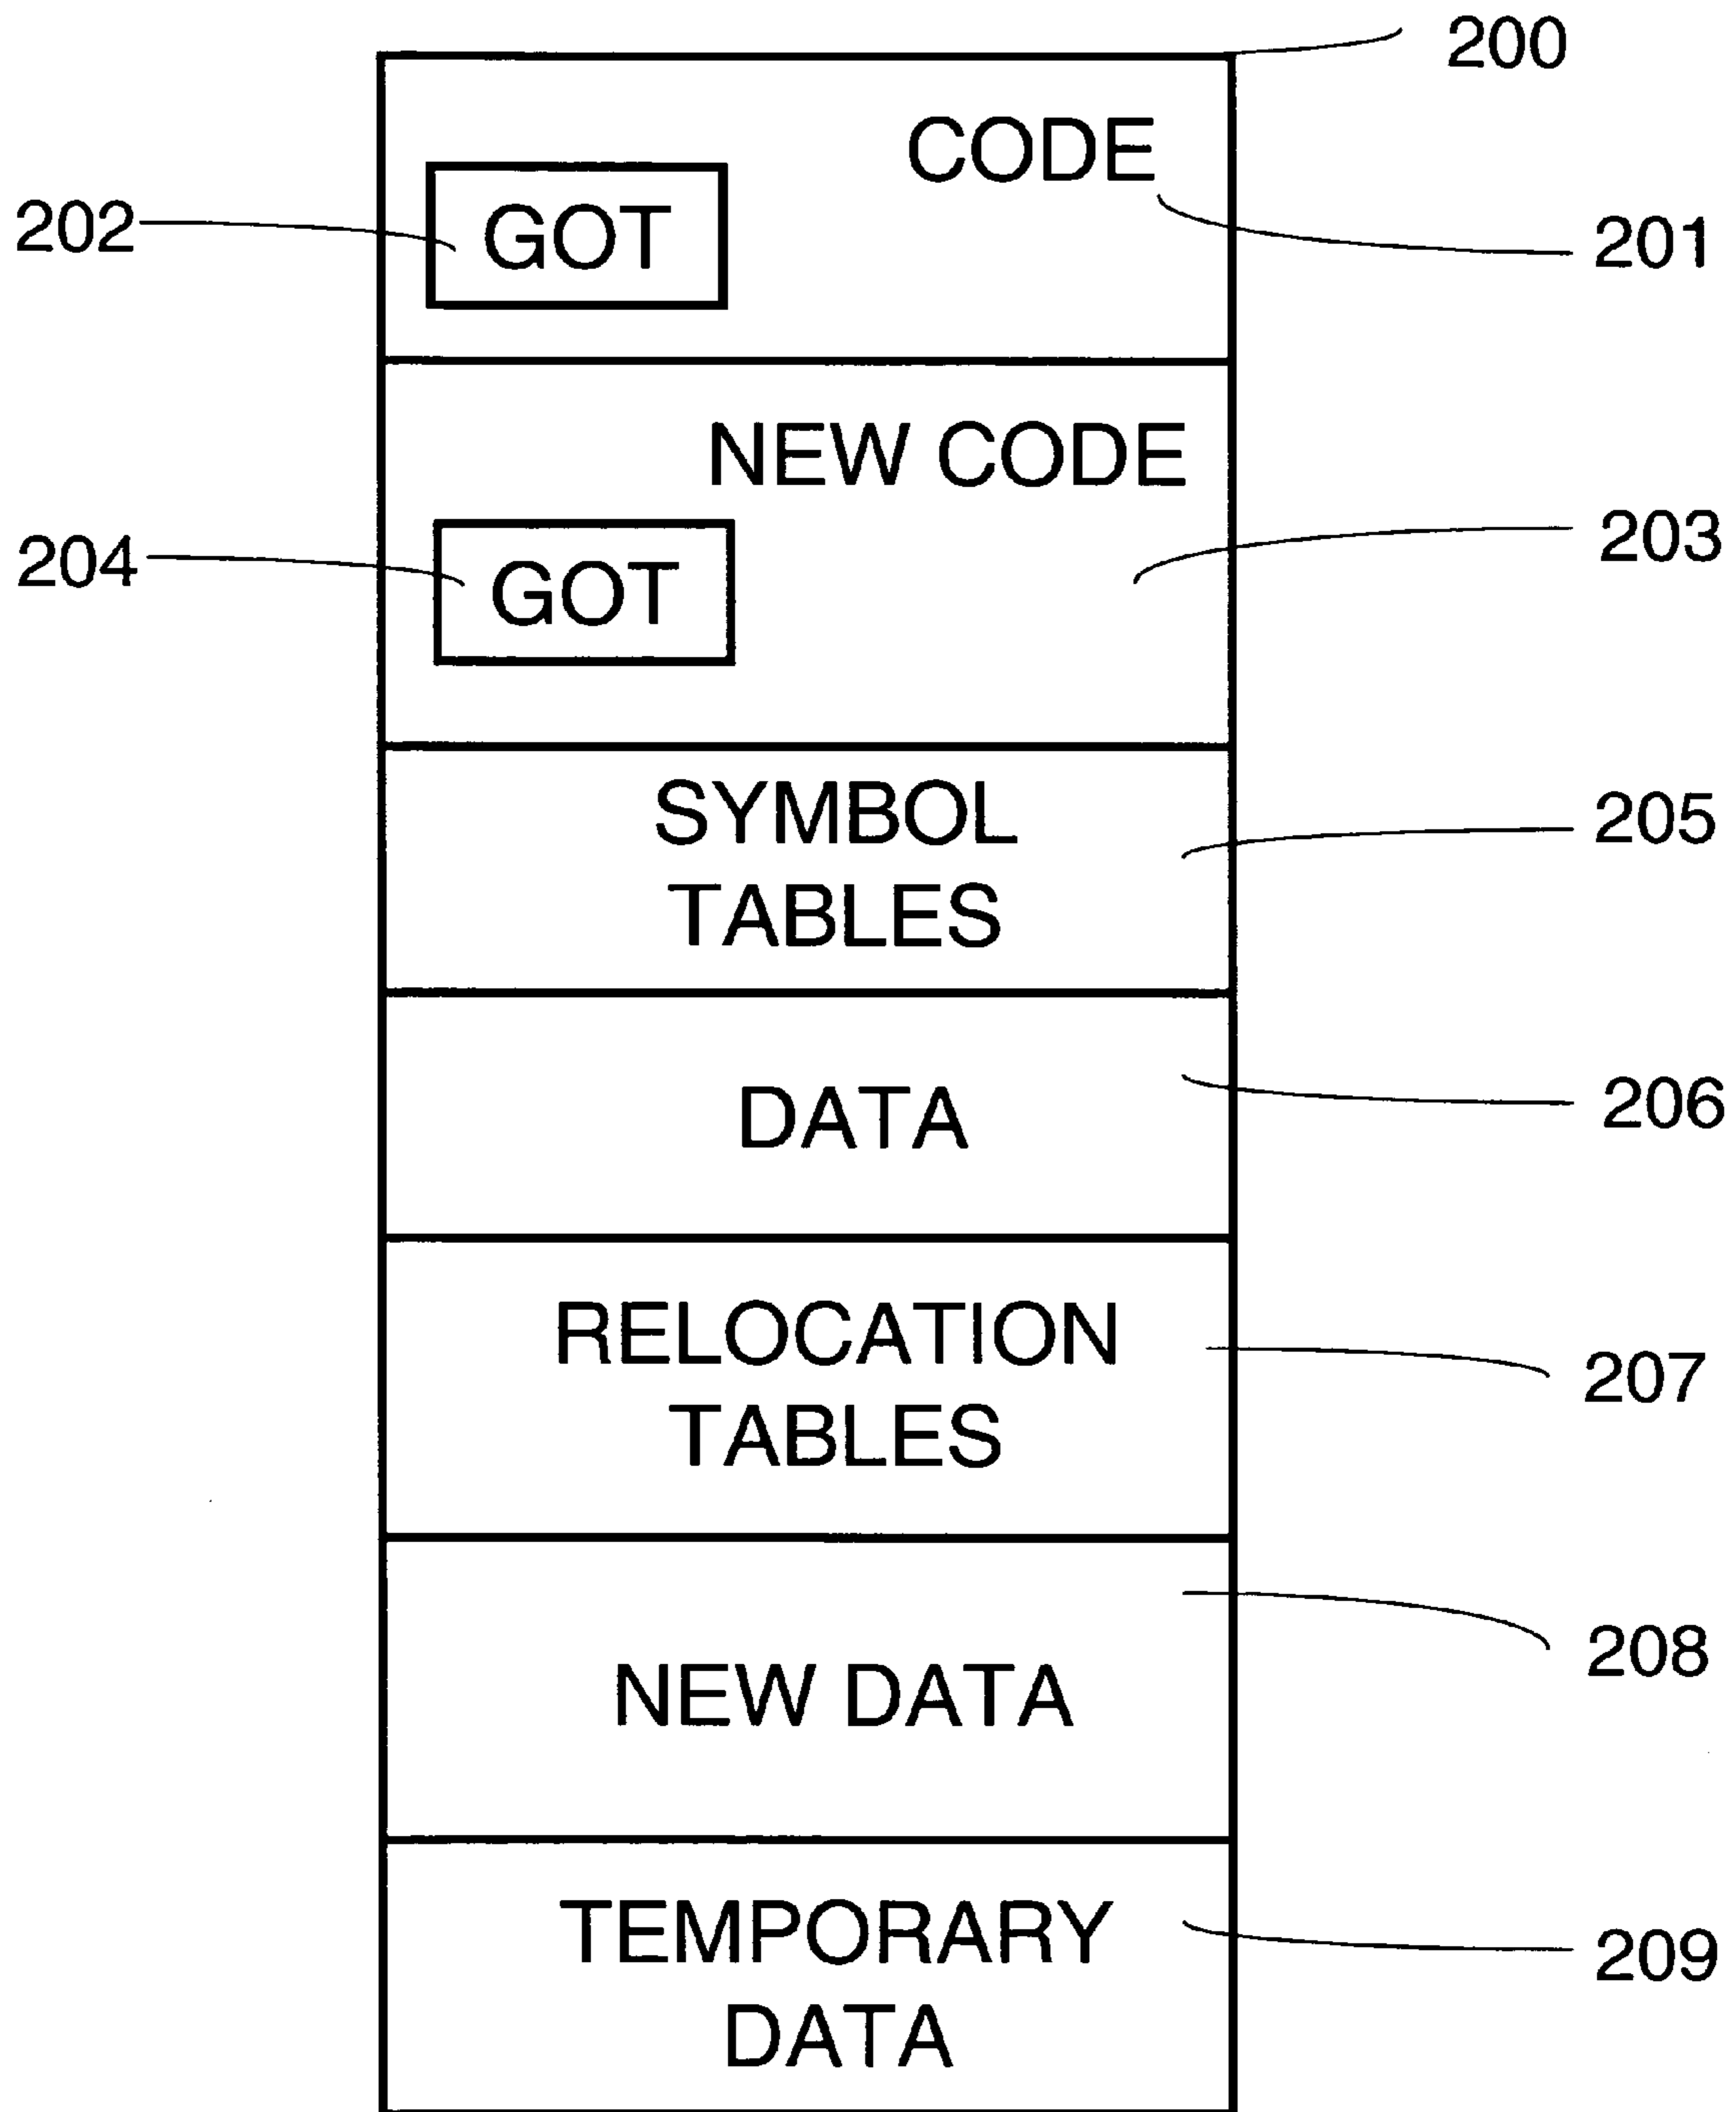 200
CODE
202
GOT
201
NEW CODE
203
204
GOT
SYMBOL
TABLES
205
DATA
206
RELOCATION
TABLES
207
NEW DATA
208
TEMPORARY
DATA
209